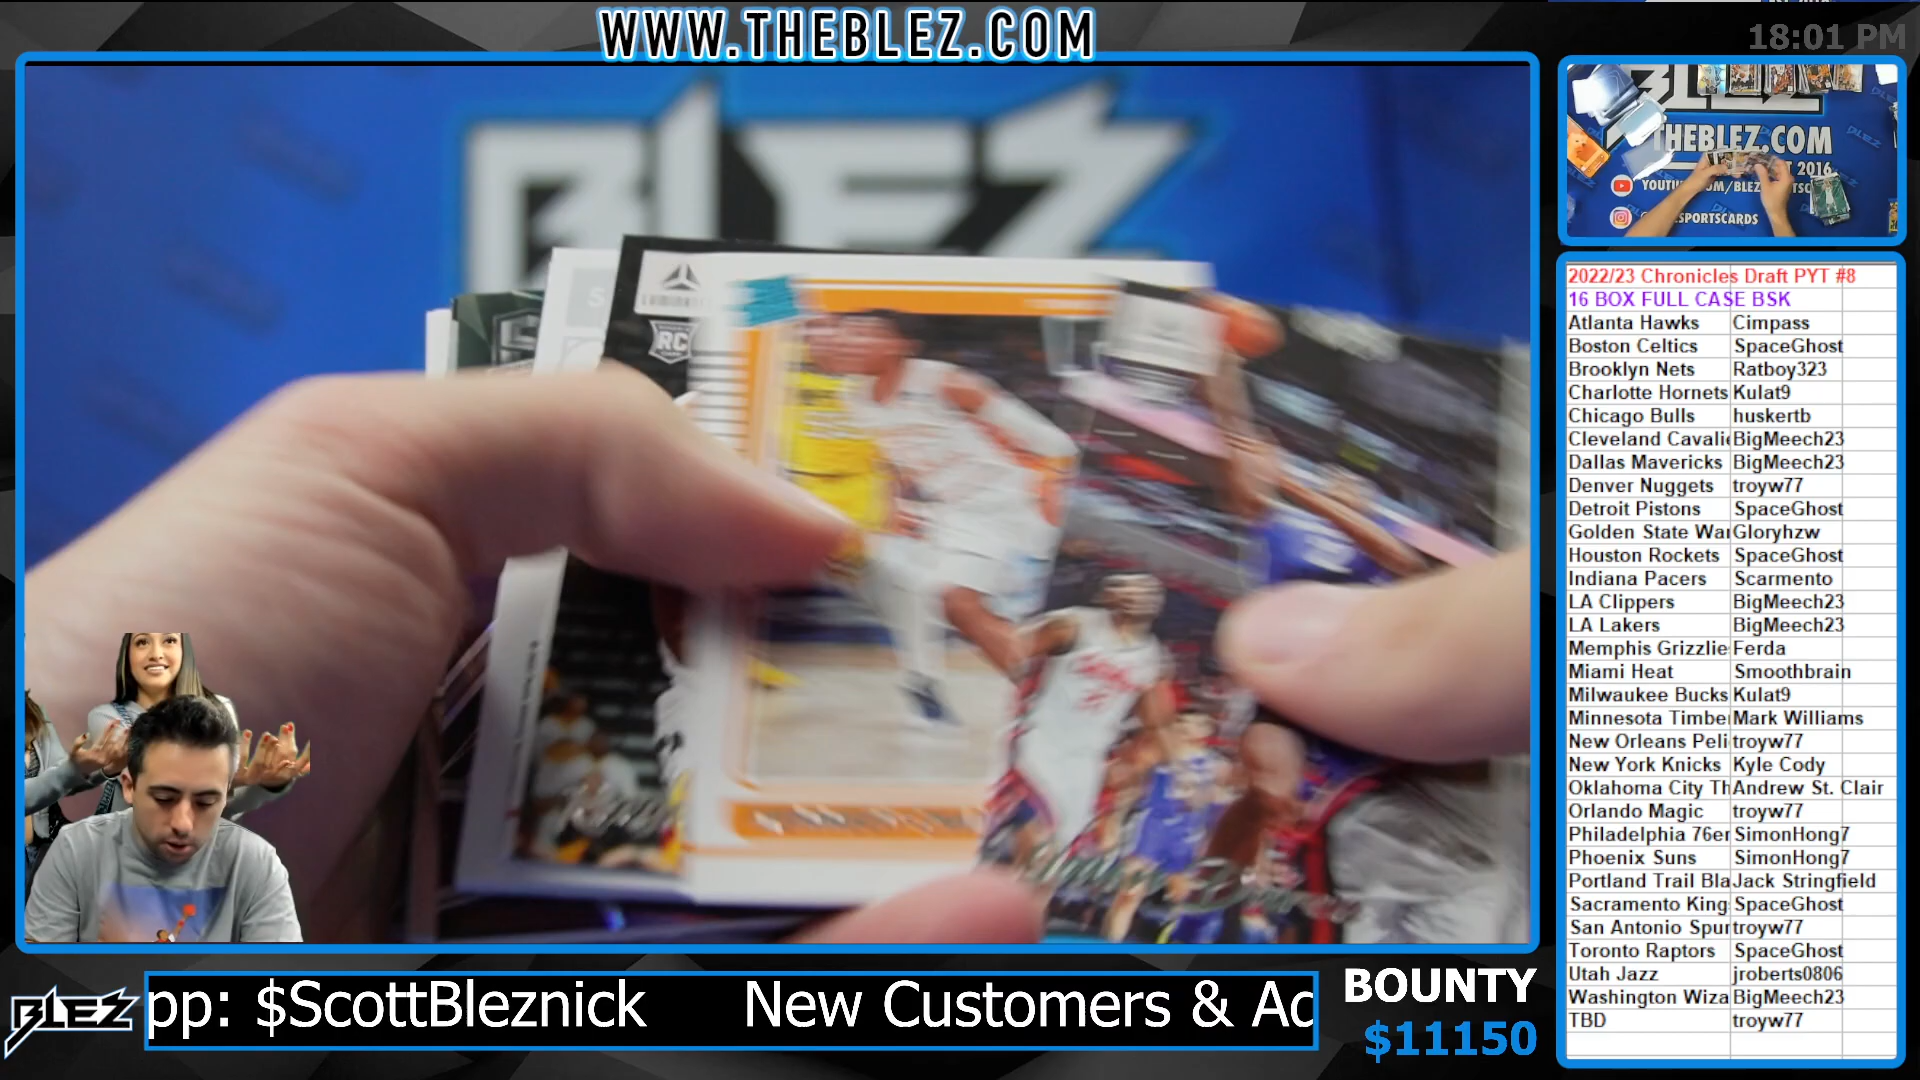 WWW.THEBLEZ.COM
18:01 PM
BLEZ
THEBLEZ.COM
2016
LUMINANCE
RC
2022/23 Chronicles Draft PYT #8
16 BOX FULL CASE BSK
Atlanta Hawks Cimpass
Boston Celtics SpaceGhost
Brooklyn Nets Ratboy323
Charlotte Hornets Kulat9
Chicago Bulls huskertb
Cleveland Cavalie BigMeech23
Dallas Mavericks BigMeech23
Denver Nuggets troyw77
Detroit Pistons SpaceGhost
Golden State War Gloryhzw
Houston Rockets SpaceGhost
Indiana Pacers Scarmento
LA Clippers BigMeech23
LA Lakers BigMeech23
Memphis Grizzlie Ferda
Miami Heat Smoothbrain
Milwaukee Bucks Kulat9
Minnesota Timbe Mark Williams
New Orleans Peli troyw77
New York Knicks Kyle Cody
Oklahoma City Th Andrew St. Clair
Orlando Magic troyw77
Philadelphia 76er SimonHong7
Phoenix Suns SimonHong7
Portland Trail Bla Jack Stringfield
Sacramento King SpaceGhost
San Antonio Spur troyw77
Toronto Raptors SpaceGhost
Utah Jazz jroberts0806
Washington Wiza BigMeech23
TBD troyw77
BLEZ
pp: $ScottBleznick New Customers & Ac
BOUNTY
$11150